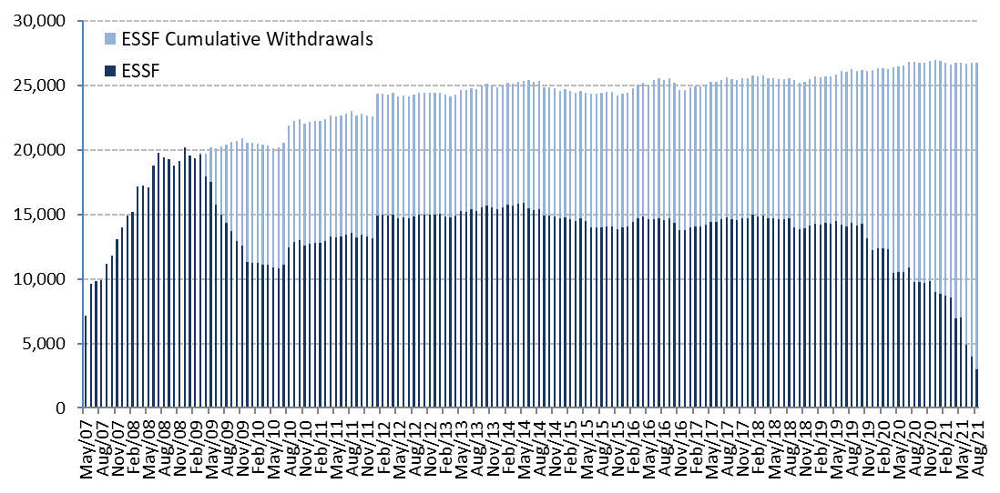 30,000
ESSF Cumulative Withdrawals
25,000
ESSF
20,000
15,000
10,000
5,000
0
May/07
Aug/07
Nov/07
Feb/08
May/08
Aug/08
Nov/08
Feb/09
May/09
Aug/09
Nov/09
Feb/10
May/10
Aug/10
Nov/10
Feb/11
May/11
Aug/11
Nov/11
Feb/12
May/12
Aug/12
Nov/12
Feb/13
May/13
Aug/13
Nov/13
Feb/14
May/14
Aug/14
Nov/14
Feb/15
May/15
Aug/15
Nov/15
Feb/16
May/16
Aug/16
Nov/16
Feb/17
May/17
Aug/17
Nov/17
Feb/18
May/18
Aug/18
Nov/18
Feb/19
May/19
Aug/19
Nov/19
Feb/20
May/20
Aug/20
Nov/20
Feb/21
May/21
Aug/21